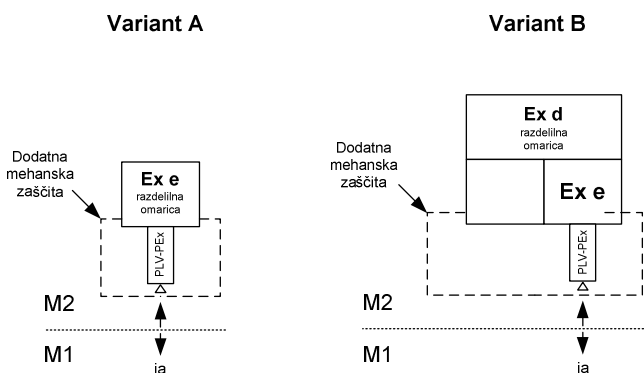 Variant A
Variant B
Dodatna
mehanska
zaščita
Ex e
razdelilna
omarica
PLV-PEx
M2
M1
ia
Dodatna
mehanska
zaščita
Ex d
razdelilna
omarica
Ex e
PLV-PEx
M2
M1
ia